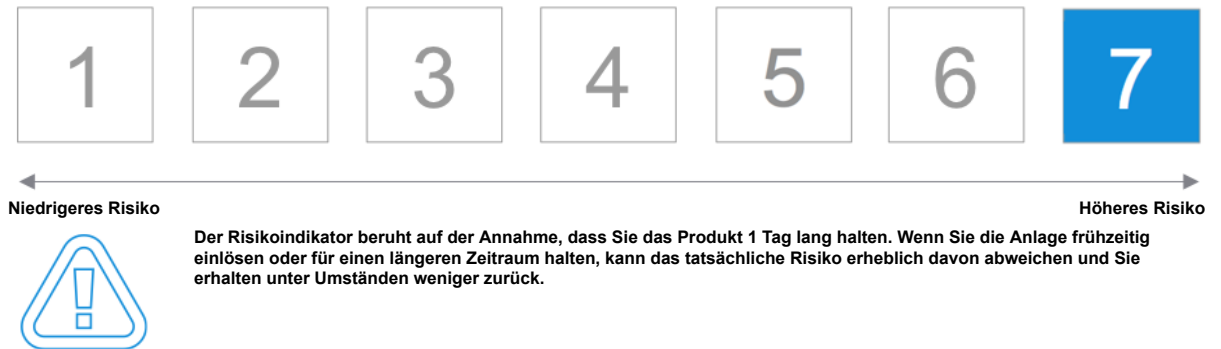 1 2 3 4 5 6 7
Niedrigeres Risiko Höheres Risiko
Der Risikoindikator beruht auf der Annahme, dass Sie das Produkt 1 Tag lang halten. Wenn Sie die Anlage frühzeitig
einlösen oder für einen längeren Zeitraum halten, kann das tatsächliche Risiko erheblich davon abweichen und Sie
erhalten unter Umständen weniger zurück.